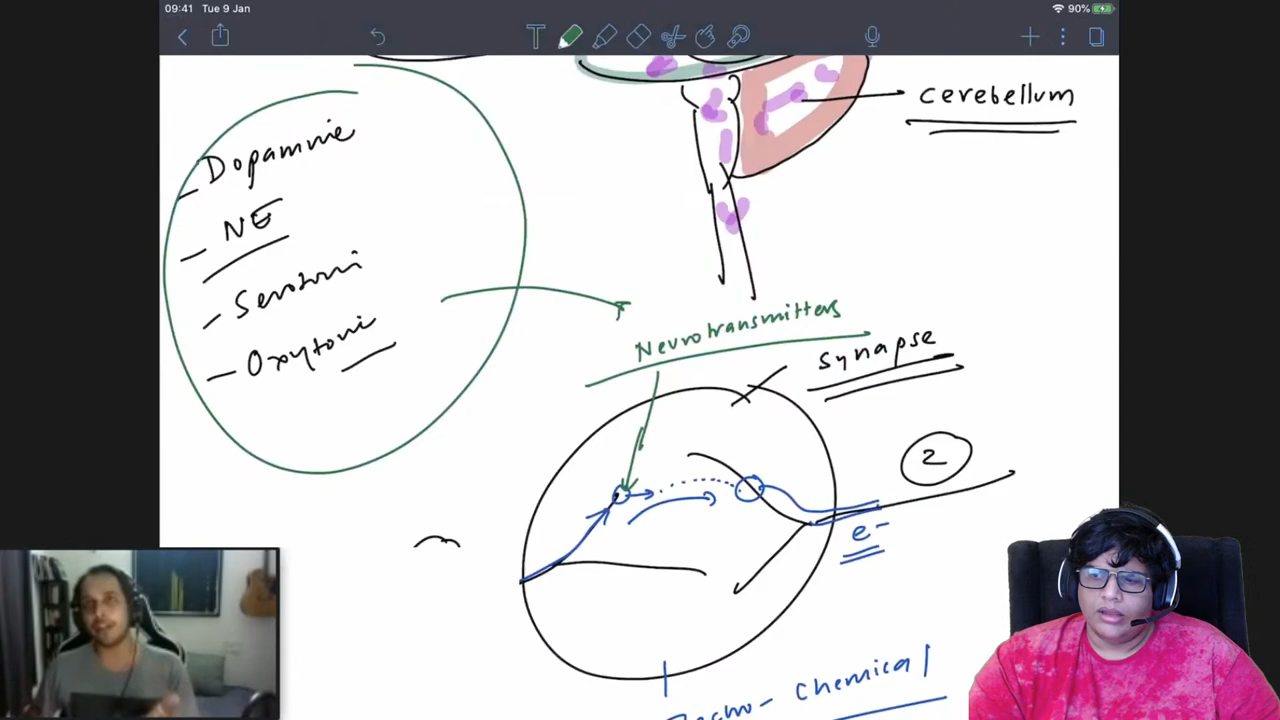 09:41 Tue 9 Jan
90%
T
cerebellum
- Dopamine
- NE
- Serotoni
- Oxytoni
Neurotransmitters
synapse
2
e-
chemical